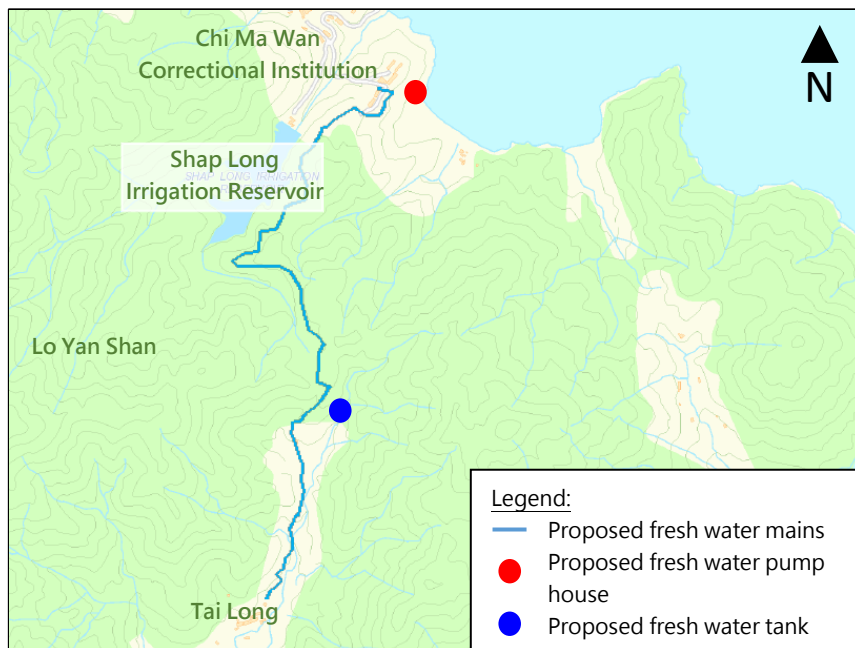 Chi Ma Wan
Correctional Institution
N
Shap Long
Irrigation Reservoir
SHAP LONG IRRIGATION
Lo Yan Shan
Tai Long
Legend:
Proposed fresh water mains
Proposed fresh water pump
house
Proposed fresh water tank